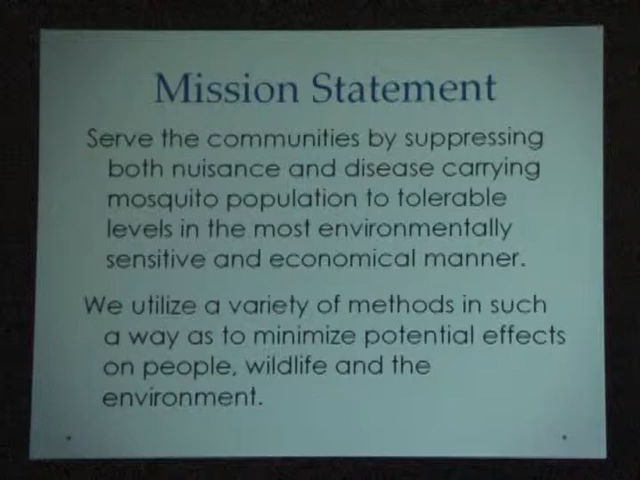 Mission Statement
Serve the communities by suppressing
both nuisance and disease carrying
mosquito population to tolerable
levels in the most environmentally
sensitive and economical manner.
We utilize a variety of methods in such
a way as to minimize potential effects
on people, wildlife and the
environment.